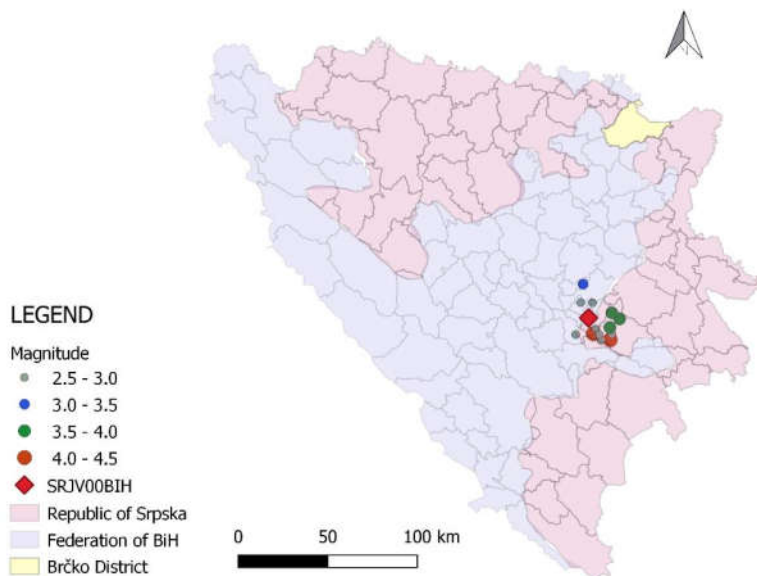 LEGEND
Magnitude
2.5 - 3.0
3.0 - 3.5
3.5 - 4.0
4.0 - 4.5
SRJV00BIH
Republic of Srpska
Federation of BiH
Brčko District
0 50 100 km